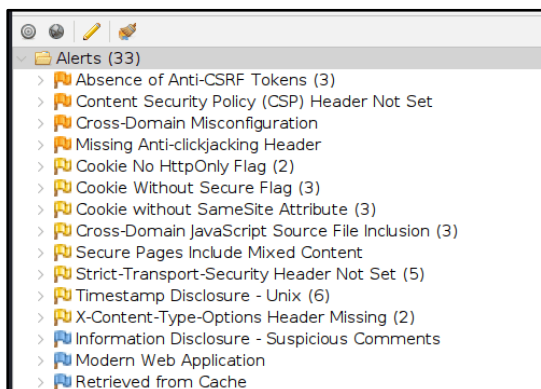 Alerts (33)
Absence of Anti-CSRF Tokens (3)
Content Security Policy (CSP) Header Not Set
Cross-Domain Misconfiguration
Missing Anti-clickjacking Header
Cookie No HttpOnly Flag (2)
Cookie Without Secure Flag (3)
Cookie without SameSite Attribute (3)
Cross-Domain JavaScript Source File Inclusion (3)
Secure Pages Include Mixed Content
Strict-Transport-Security Header Not Set (5)
Timestamp Disclosure - Unix (6)
X-Content-Type-Options Header Missing (2)
Information Disclosure - Suspicious Comments
Modern Web Application
Retrieved from Cache